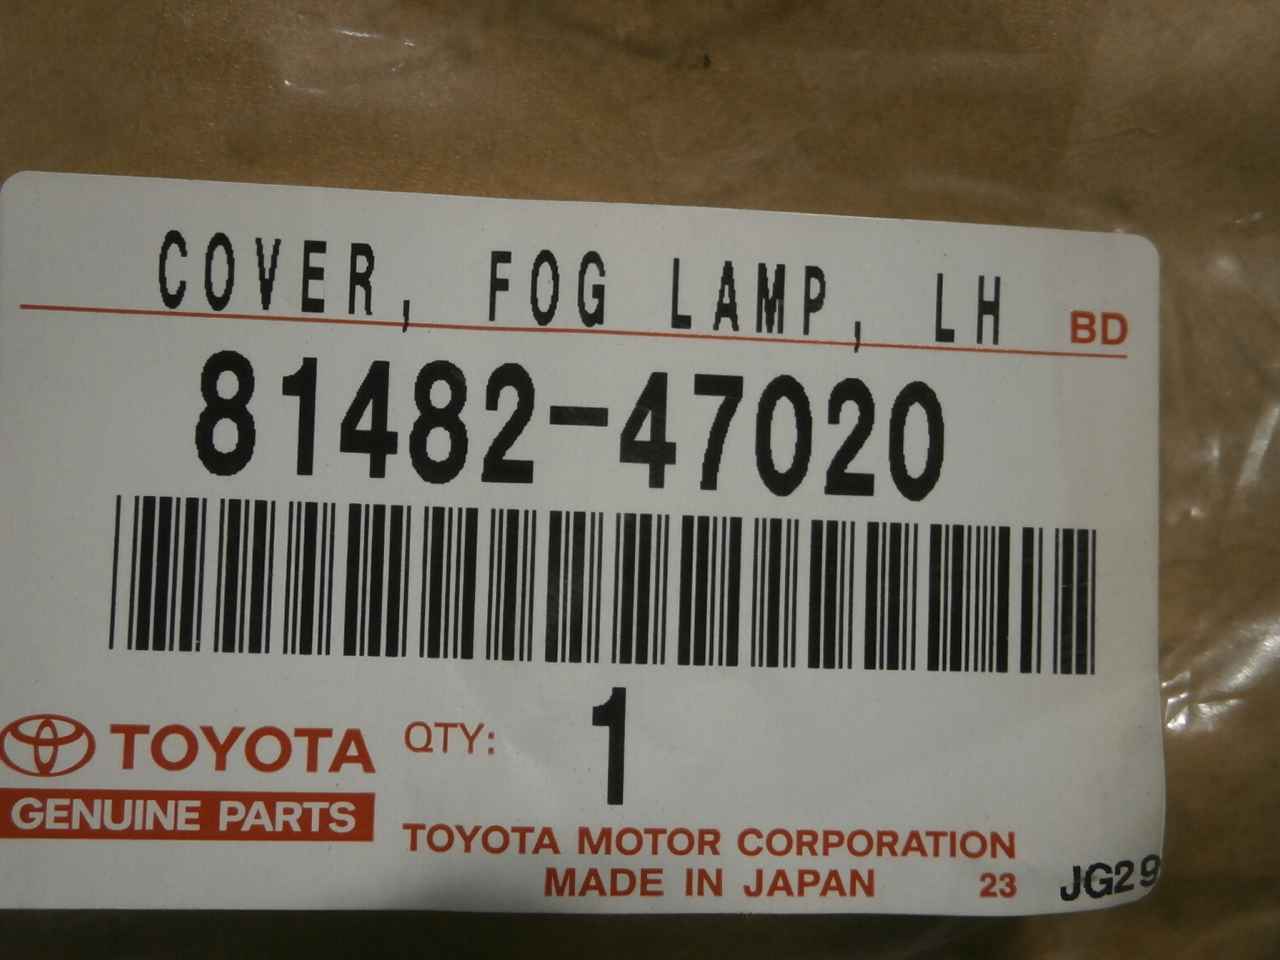 COVER, FOG LAMP, LH BD
81482-47020
TOYOTA QTY: 1
GENUINE PARTS
TOYOTA MOTOR CORPORATION
MADE IN JAPAN 23 JG29